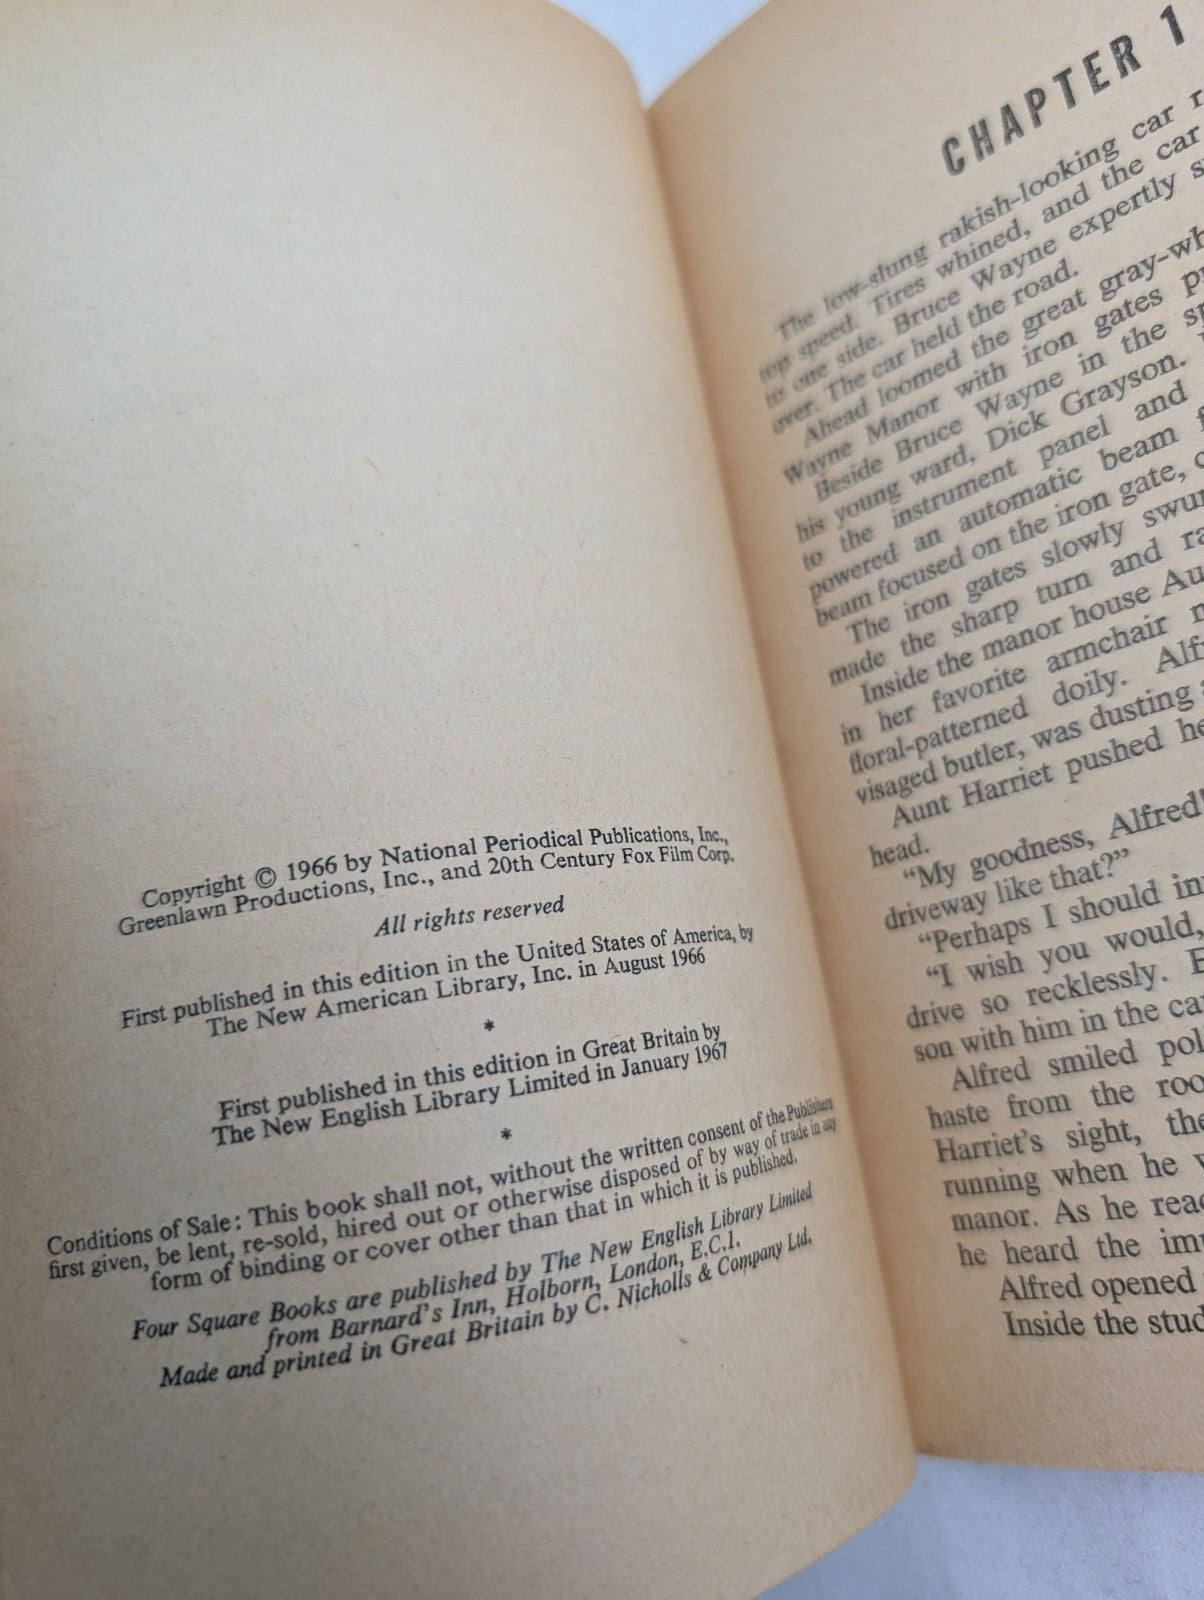 Copyright © 1966 by National Periodical Publications, Inc.,
Greenlawn Productions, Inc., and 20th Century Fox Film Corp.
All rights reserved
First published in this edition in the United States of America, by
The New American Library, Inc. in August 1966
*
First published in this edition in Great Britain by
The New English Library Limited in January 1967
*
Conditions of Sale: This book shall not, without the written consent of the Publishers
first given, be lent, re-sold, hired out or otherwise disposed of by way of trade in any
form of binding or cover other than that in which it is published.
Four Square Books are published by The New English Library Limited
from Barnard's Inn, Holborn, London, E.C.1.
Made and printed in Great Britain by C. Nicholls & Company Ltd.
CHAPTER 1
The low-slung rakish-looking car
top speed. Tires whined, and the car
to one side. Bruce Wayne expertly
over. The car held the road.
Ahead loomed the great
Wayne Manor with iron gates
Beside Bruce Wayne in the
his young ward, Dick Grayson.
to the instrument panel and
powered an automatic beam
beam focused on the iron gate,
The iron gates slowly
made the sharp turn and
Inside the manor house
in her favorite armchair
floral-patterned doily.
visaged butler, was dusting
Aunt Harriet pushed
head.
“My goodness, Alfred!
driveway like that?”
“Perhaps I should
“I wish you would,
drive so recklessly.
son with him in the
Alfred smiled
haste from the
Harriet's sight,
running when he
manor. As he
he heard the
Alfred opened
Inside the